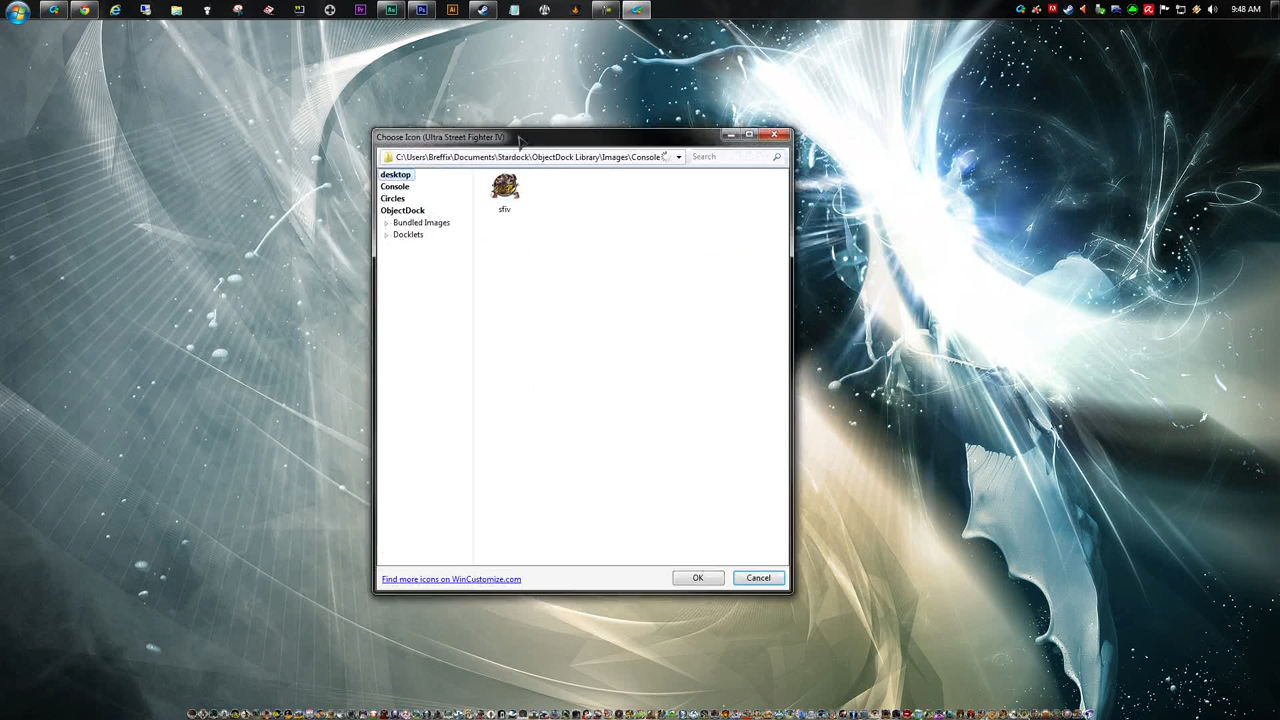 9:48 AM
Choose Icon (Ultra Street Fighter IV)
C:\Users\Breffix\Documents\Stardock\ObjectDock Library\Images\Console
Search
desktop
Console
Circles
ObjectDock
Bundled Images
Docklets
sfiv
Find more icons on WinCustomize.com
OK
Cancel